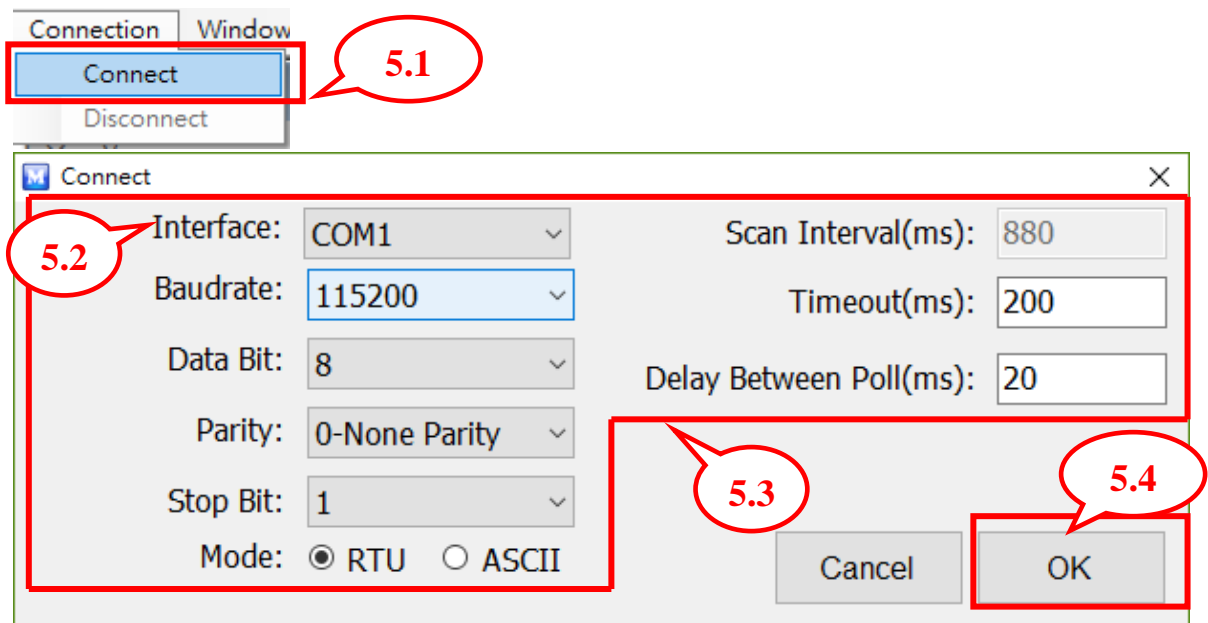 Connection Window
Connect
5.1
Disconnect
M Connect
5.2
Interface: COM1
Scan Interval(ms): 880
Baudrate: 115200
Timeout(ms): 200
Data Bit: 8
Delay Between Poll(ms): 20
Parity: 0-None Parity
Stop Bit: 1
5.3
5.4
Mode: RTU ASCII
Cancel OK